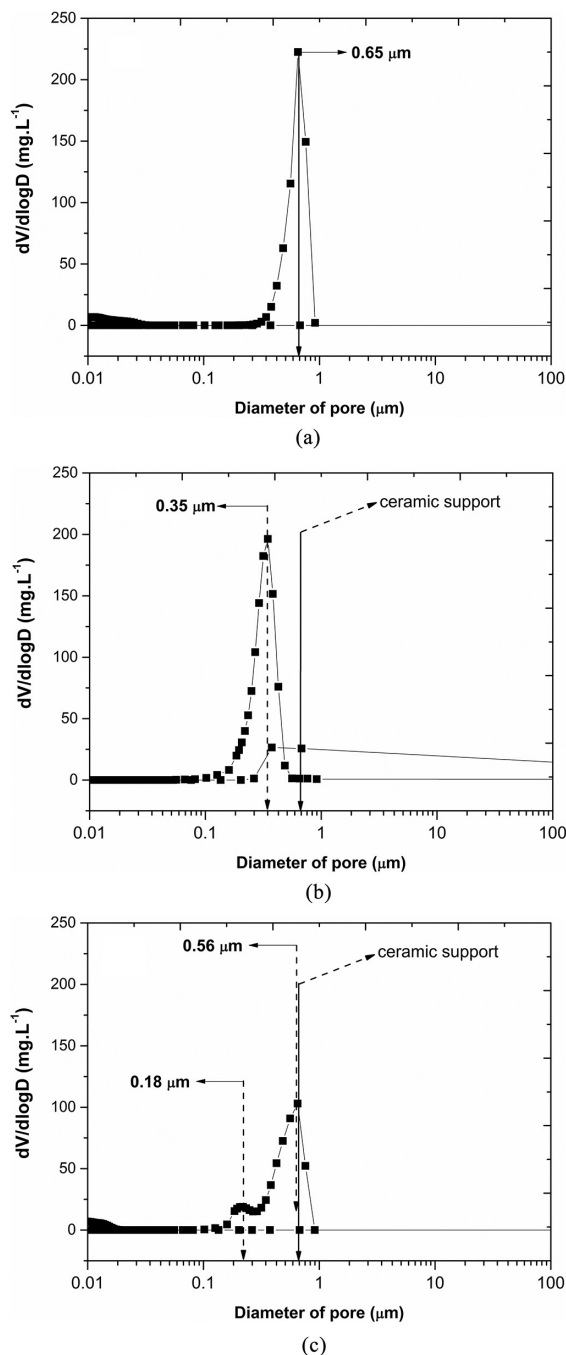 250
200
150
100
50
0
dV/dlogD (mg.L⁻¹)
0.65 μm
0.01
0.1
1
10
100
Diameter of pore (μm)
(a)
250
200
150
100
50
0
dV/dlogD (mg.L⁻¹)
0.35 μm
ceramic support
0.01
0.1
1
10
100
Diameter of pore (μm)
(b)
250
200
150
100
50
0
dV/dlogD (mg.L⁻¹)
0.56 μm
ceramic support
0.18 μm
0.01
0.1
1
10
100
Diameter of pore (μm)
(c)